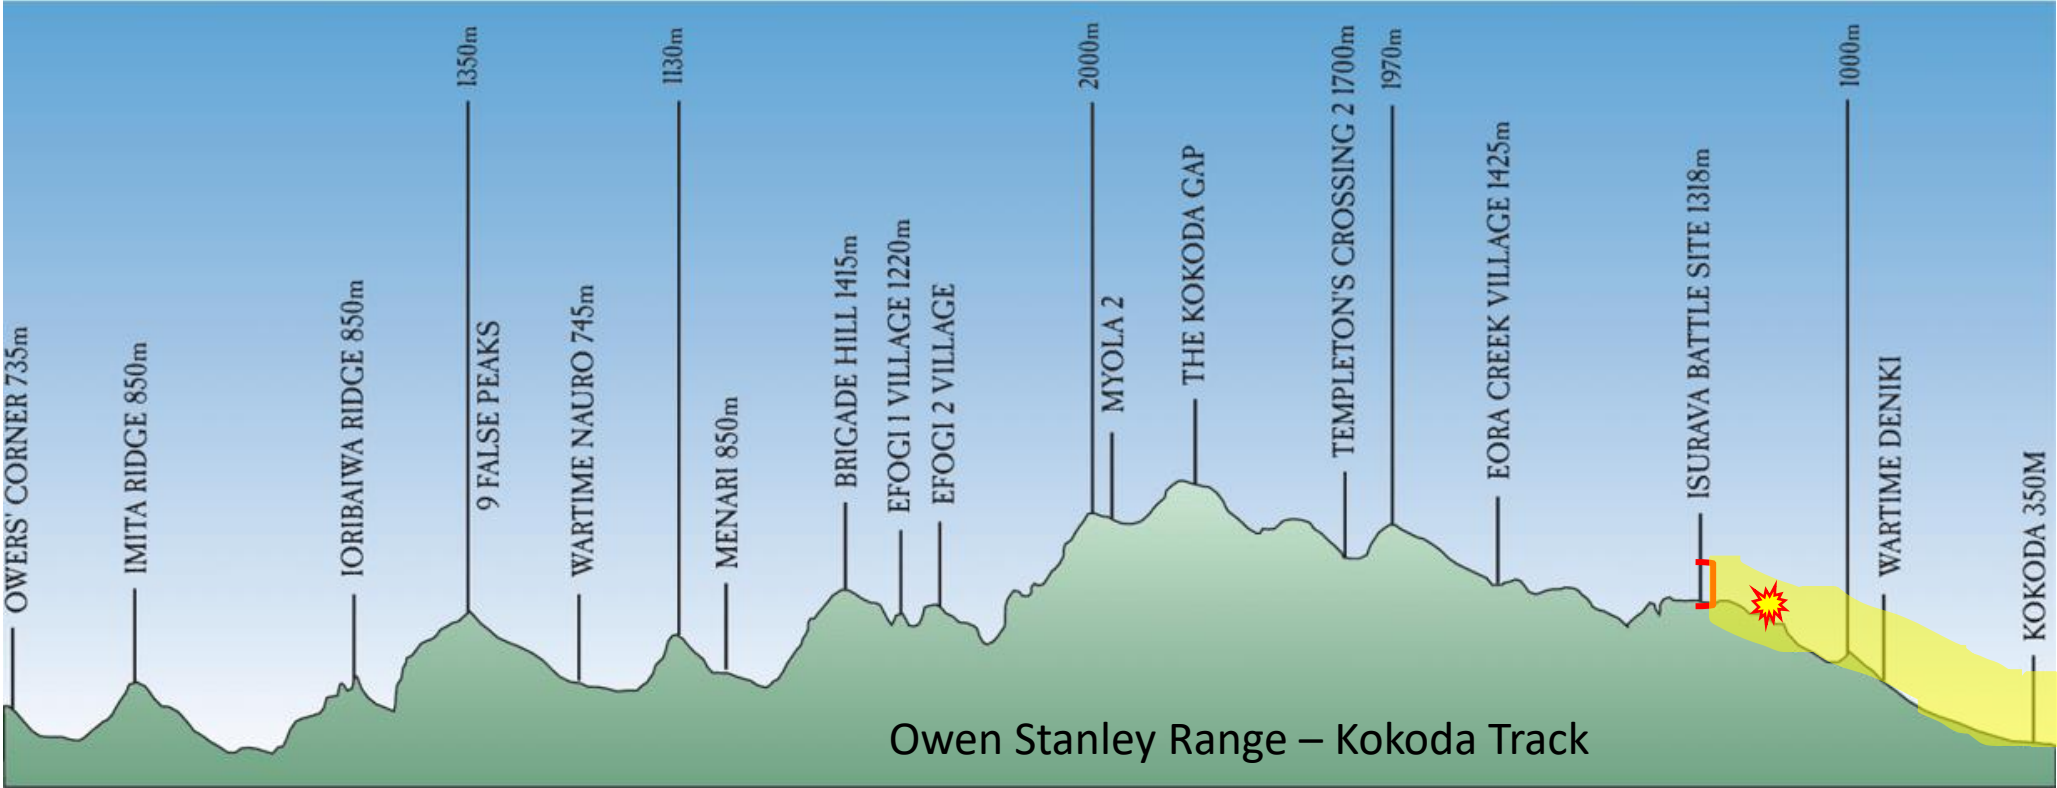 OWERS' CORNER 735m
IMITA RIDGE 850m
IORIBAIWA RIDGE 850m
1350m
9 FALSE PEAKS
WARTIME NAURO 745m
1130m
MENARI 850m
BRIGADE HILL 1415m
EFOGI 1 VILLAGE 1220m
EFOGI 2 VILLAGE
2000m
MYOLA 2
THE KOKODA GAP
TEMPLETON'S CROSSING 2 1700m
1970m
EORA CREEK VILLAGE 1425m
ISURAVA BATTLE SITE 1318m
1000m
WARTIME DENIKI
KOKODA 350M
Owen Stanley Range – Kokoda Track